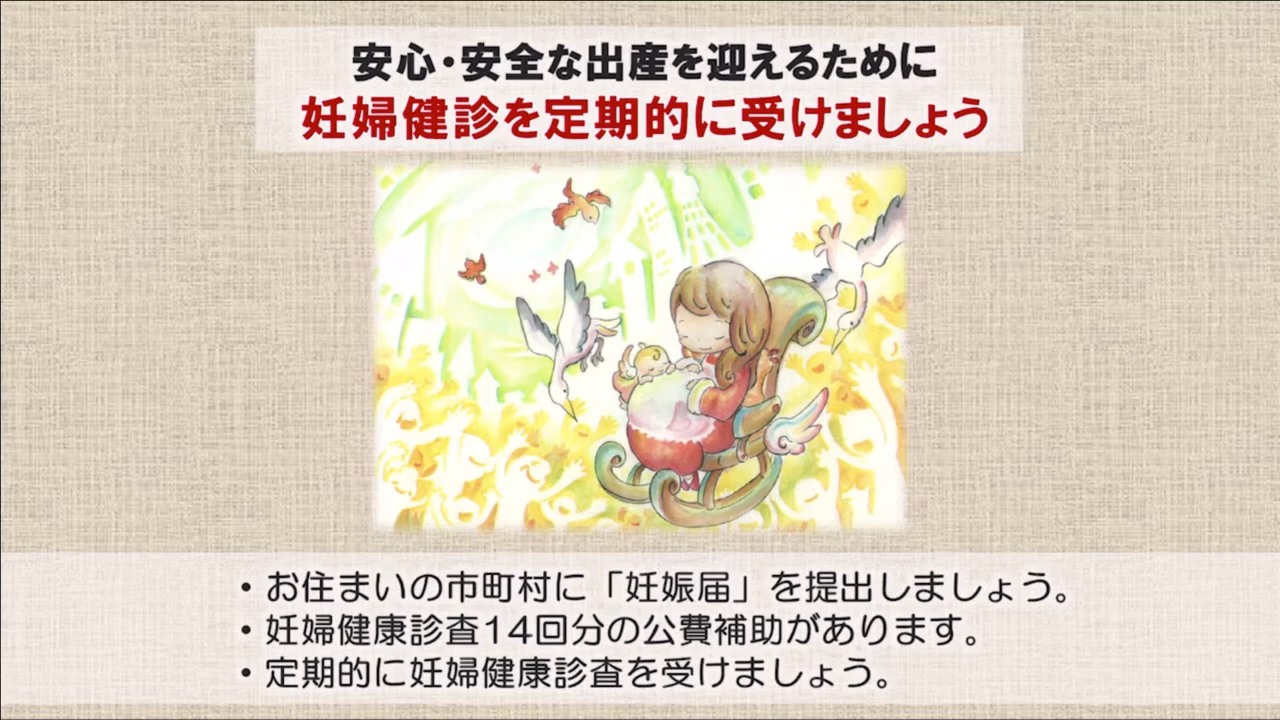 安心・安全な出産を迎えるために
妊婦健診を定期的に受けましょう
・お住まいの市町村に「妊娠届」を提出しましょう。
・妊婦健康診査14回分の公費補助があります。
・定期的に妊婦健康診査を受けましょう。